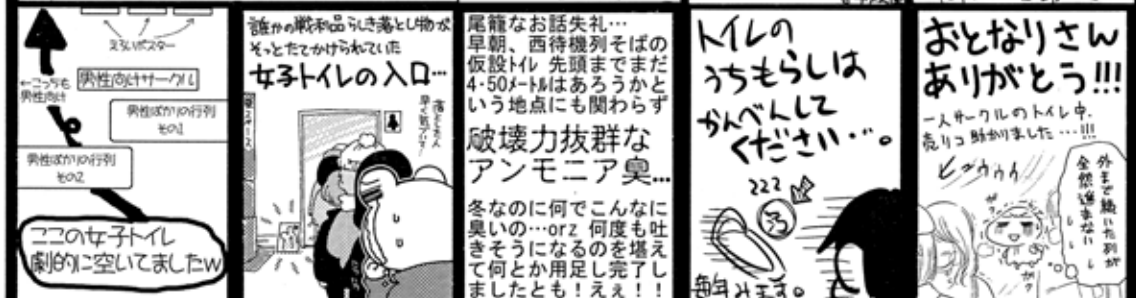 えろいポスター
←こっちも
男性向け
男性向けサークル
男性ばかりの行列
その1
男性ばかりの行列
その2
ここの女子トイレ
劇的に空いてましたw
誰かの戦利品らしき落とし物が
そっとたてかけられていた
女子トイレの入口…
尾籠なお話失礼…
早朝、西待機列そばの
仮設トイレ 先頭までまだ
4-50メートルはあろうかと
いう地点にも関わらず
破壊力抜群な
アンモニア臭…
冬なのに何でこんなに
臭いの…orz 何度も吐
きそうになるのを堪え
て何とか用足し完了し
ましたとも!えぇ!!
トイレの
うちもらしは
かんべんして
ください…。
222
毎年みます。
おとなりさん
ありがとう!!!
一人サークルのトイレ中、
売りコ助かりました…!!!
ビュウゥゥ
外まで続いた列が
全然進まない